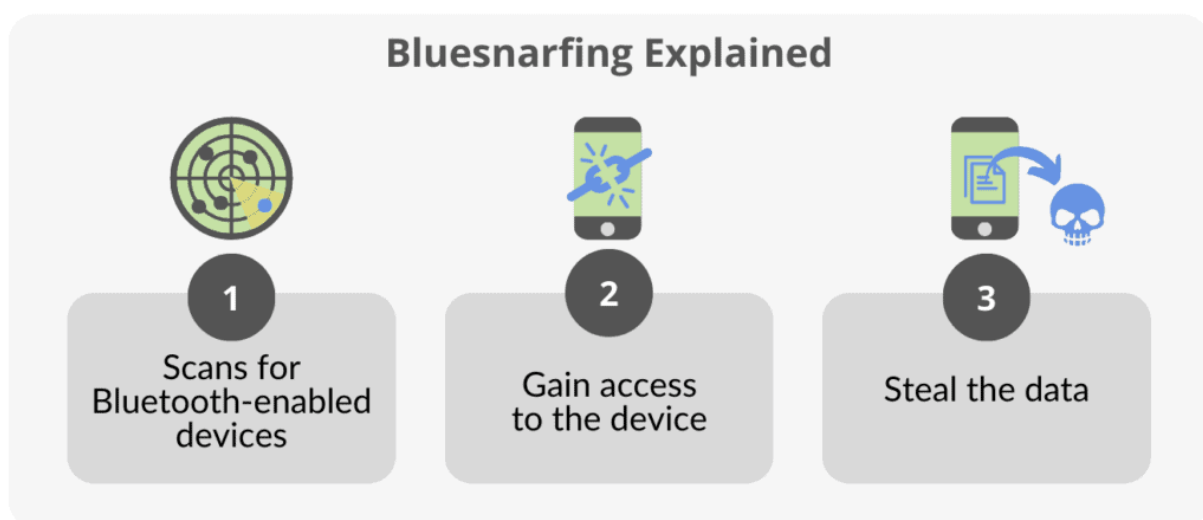 Bluesnarfing Explained
1
Scans for
Bluetooth-enabled
devices
2
Gain access
to the device
3
Steal the data